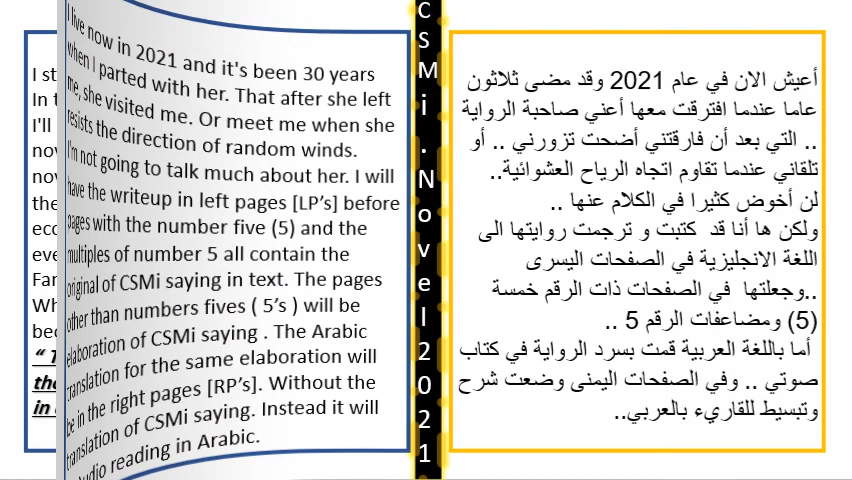 I live now in 2021 and it's been 30 years
when I parted with her. That after she left
me, she visited me. Or meet me when she
resists the direction of random winds.
I'm not going to talk much about her. I will
have the writeup in left pages [LP's] before
pages with the number five (5) and the
multiples of number 5 all contain the
original of CSMi saying in text. The pages
other than numbers fives ( 5's ) will be
elaboration of CSMi saying . The Arabic
translation for the same elaboration will
be in the right pages [RP's]. Without the
translation of CSMi saying. Instead it will
audio reading in Arabic.
CSMi . Novel 2021
أعيش الان في عام 2021 وقد مضى ثلاثون
عاما عندما افترقت معها أعني صاحبة الرواية
.. التي بعد أن فارقتني أضحت تزورني .. أو
تلقاني عندما تقاوم اتجاه الرياح العشوائية..
لن أخوض كثيرا في الكلام عنها ..
ولكن ها أنا قد كتبت و ترجمت روايتها الى
اللغة الانجليزية في الصفحات اليسرى
..وجعلتها في الصفحات ذات الرقم خمسة
(5) ومضاعفات الرقم 5 ..
أما باللغة العربية قمت بسرد الرواية في كتاب
صوتي .. وفي الصفحات اليمنى وضعت شرح
وتبسيط للقاريء بالعربي..